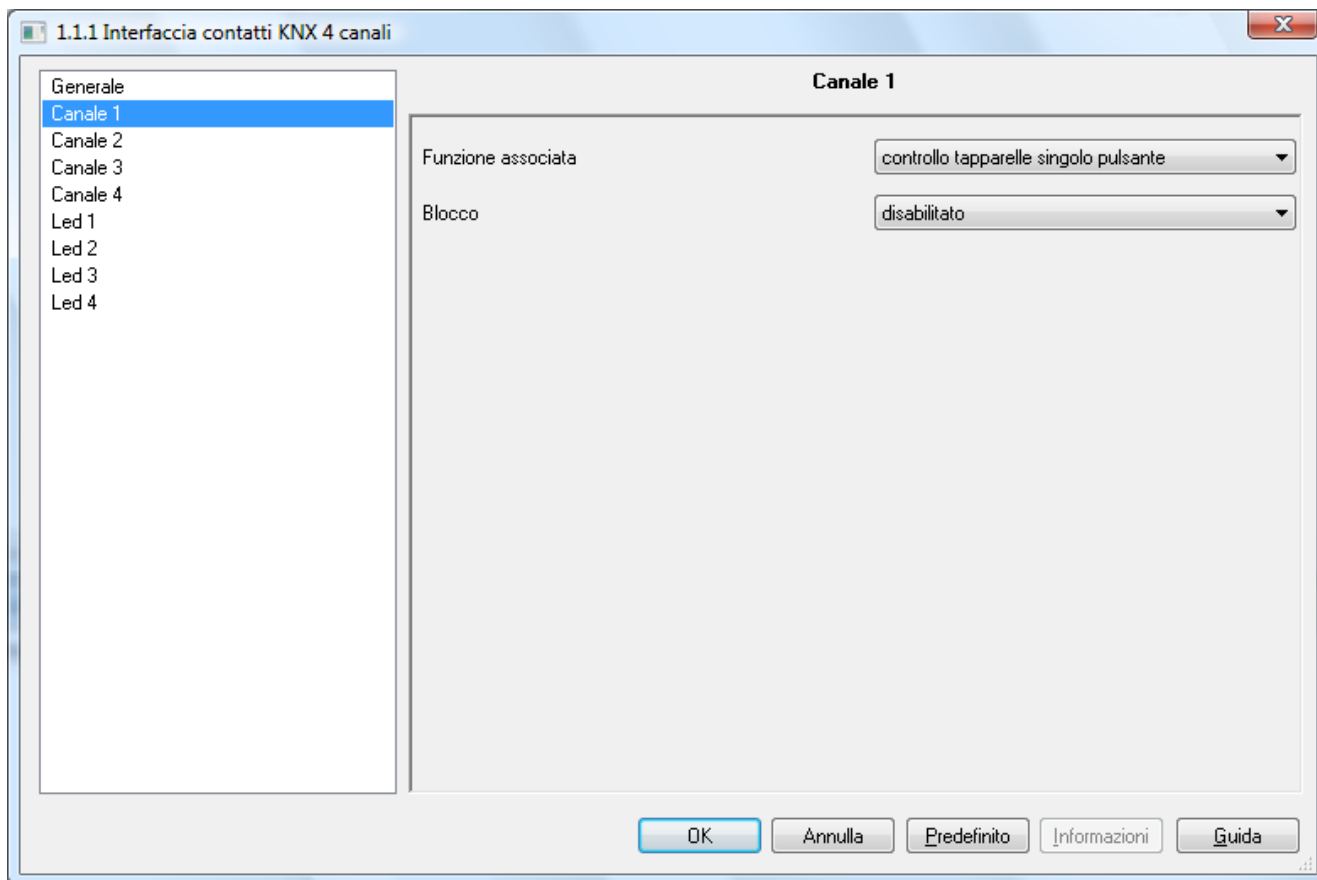 1.1.1 Interfaccia contatti KNX 4 canali
Generale
Canale 1
Canale 2
Canale 3
Canale 4
Led 1
Led 2
Led 3
Led 4
Canale 1
Funzione associata
controllo tapparelle singolo pulsante
Blocco
disabilitato
OK
Annulla
Predefinito
Informazioni
Guida